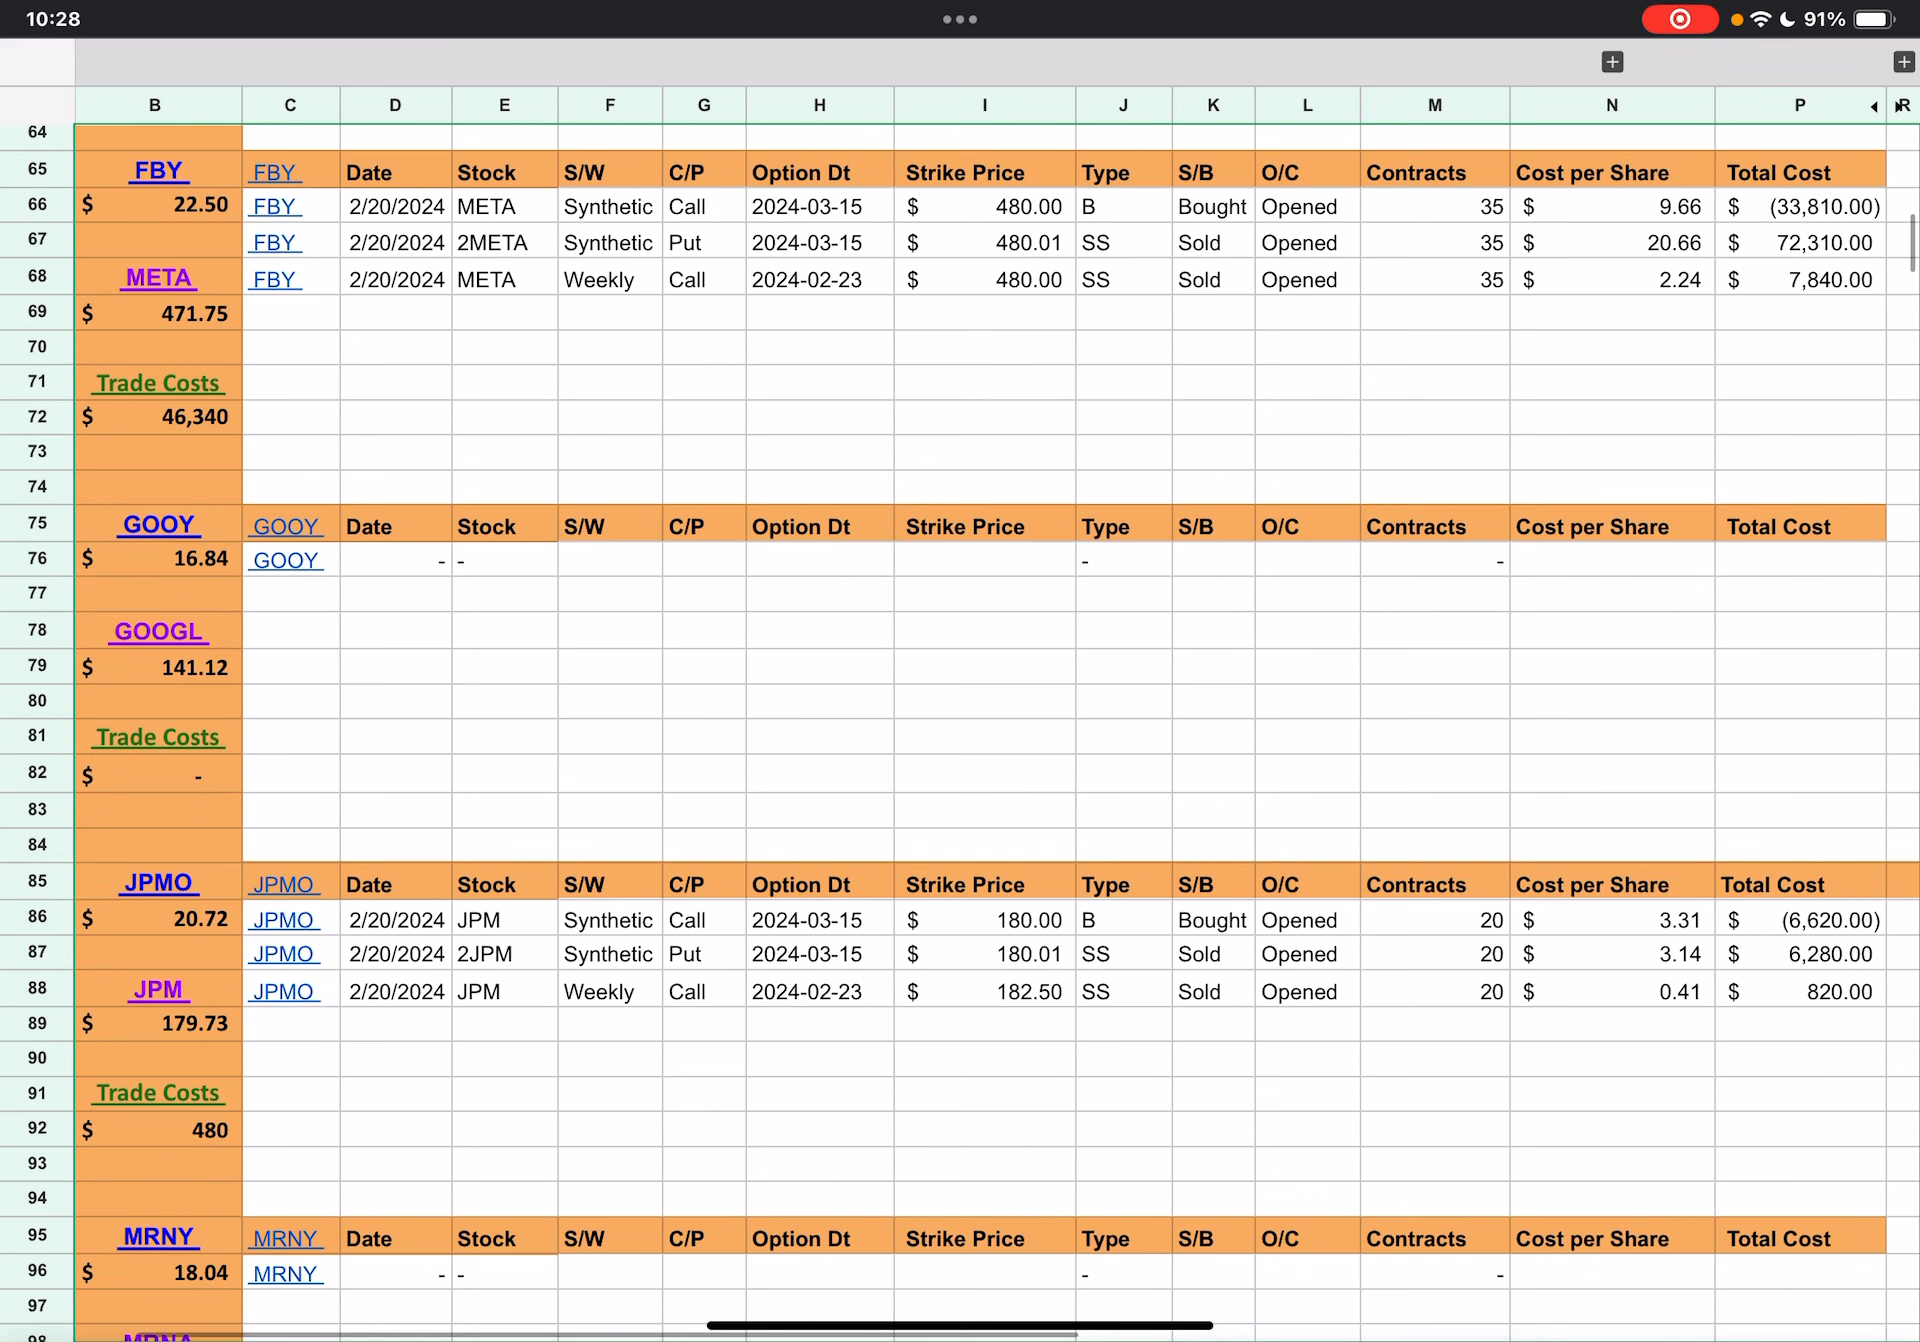 10:28 91%
B C D E F G H I J K L M N P R
64
65 FBY FBY Date Stock S/W C/P Option Dt Strike Price Type S/B O/C Contracts Cost per Share Total Cost
66 $ 22.50 FBY 2/20/2024 META Synthetic Call 2024-03-15 $ 480.00 B Bought Opened 35 $ 9.66 $ (33,810.00)
67 FBY 2/20/2024 2META Synthetic Put 2024-03-15 $ 480.01 SS Sold Opened 35 $ 20.66 $ 72,310.00
68 META FBY 2/20/2024 META Weekly Call 2024-02-23 $ 480.00 SS Sold Opened 35 $ 2.24 $ 7,840.00
69 $ 471.75
70
71 Trade Costs
72 $ 46,340
73
74
75 GOOY GOOY Date Stock S/W C/P Option Dt Strike Price Type S/B O/C Contracts Cost per Share Total Cost
76 $ 16.84 GOOY - - - -
77
78 GOOGL
79 $ 141.12
80
81 Trade Costs
82 $ -
83
84
85 JPMO JPMO Date Stock S/W C/P Option Dt Strike Price Type S/B O/C Contracts Cost per Share Total Cost
86 $ 20.72 JPMO 2/20/2024 JPM Synthetic Call 2024-03-15 $ 180.00 B Bought Opened 20 $ 3.31 $ (6,620.00)
87 JPMO 2/20/2024 2JPM Synthetic Put 2024-03-15 $ 180.01 SS Sold Opened 20 $ 3.14 $ 6,280.00
88 JPM JPMO 2/20/2024 JPM Weekly Call 2024-02-23 $ 182.50 SS Sold Opened 20 $ 0.41 $ 820.00
89 $ 179.73
90
91 Trade Costs
92 $ 480
93
94
95 MRNY MRNY Date Stock S/W C/P Option Dt Strike Price Type S/B O/C Contracts Cost per Share Total Cost
96 $ 18.04 MRNY - - - -
97
98 MRNA